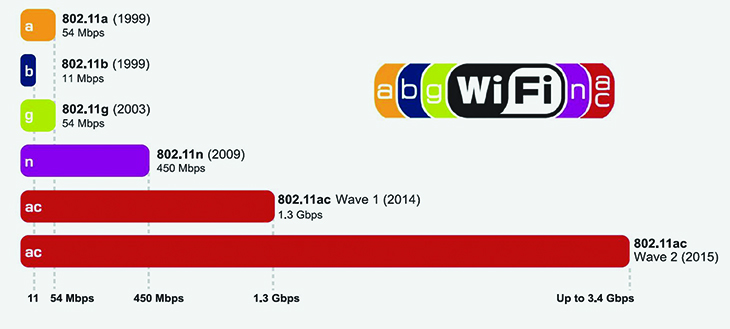 a 802.11a (1999)
54 Mbps
b 802.11b (1999)
11 Mbps
g 802.11g (2003)
54 Mbps
a b g WiFi n ac
n 802.11n (2009)
450 Mbps
ac 802.11ac Wave 1 (2014)
1.3 Gbps
ac 802.11ac
Wave 2 (2015)
11 54 Mbps 450 Mbps 1.3 Gbps Up to 3.4 Gbps